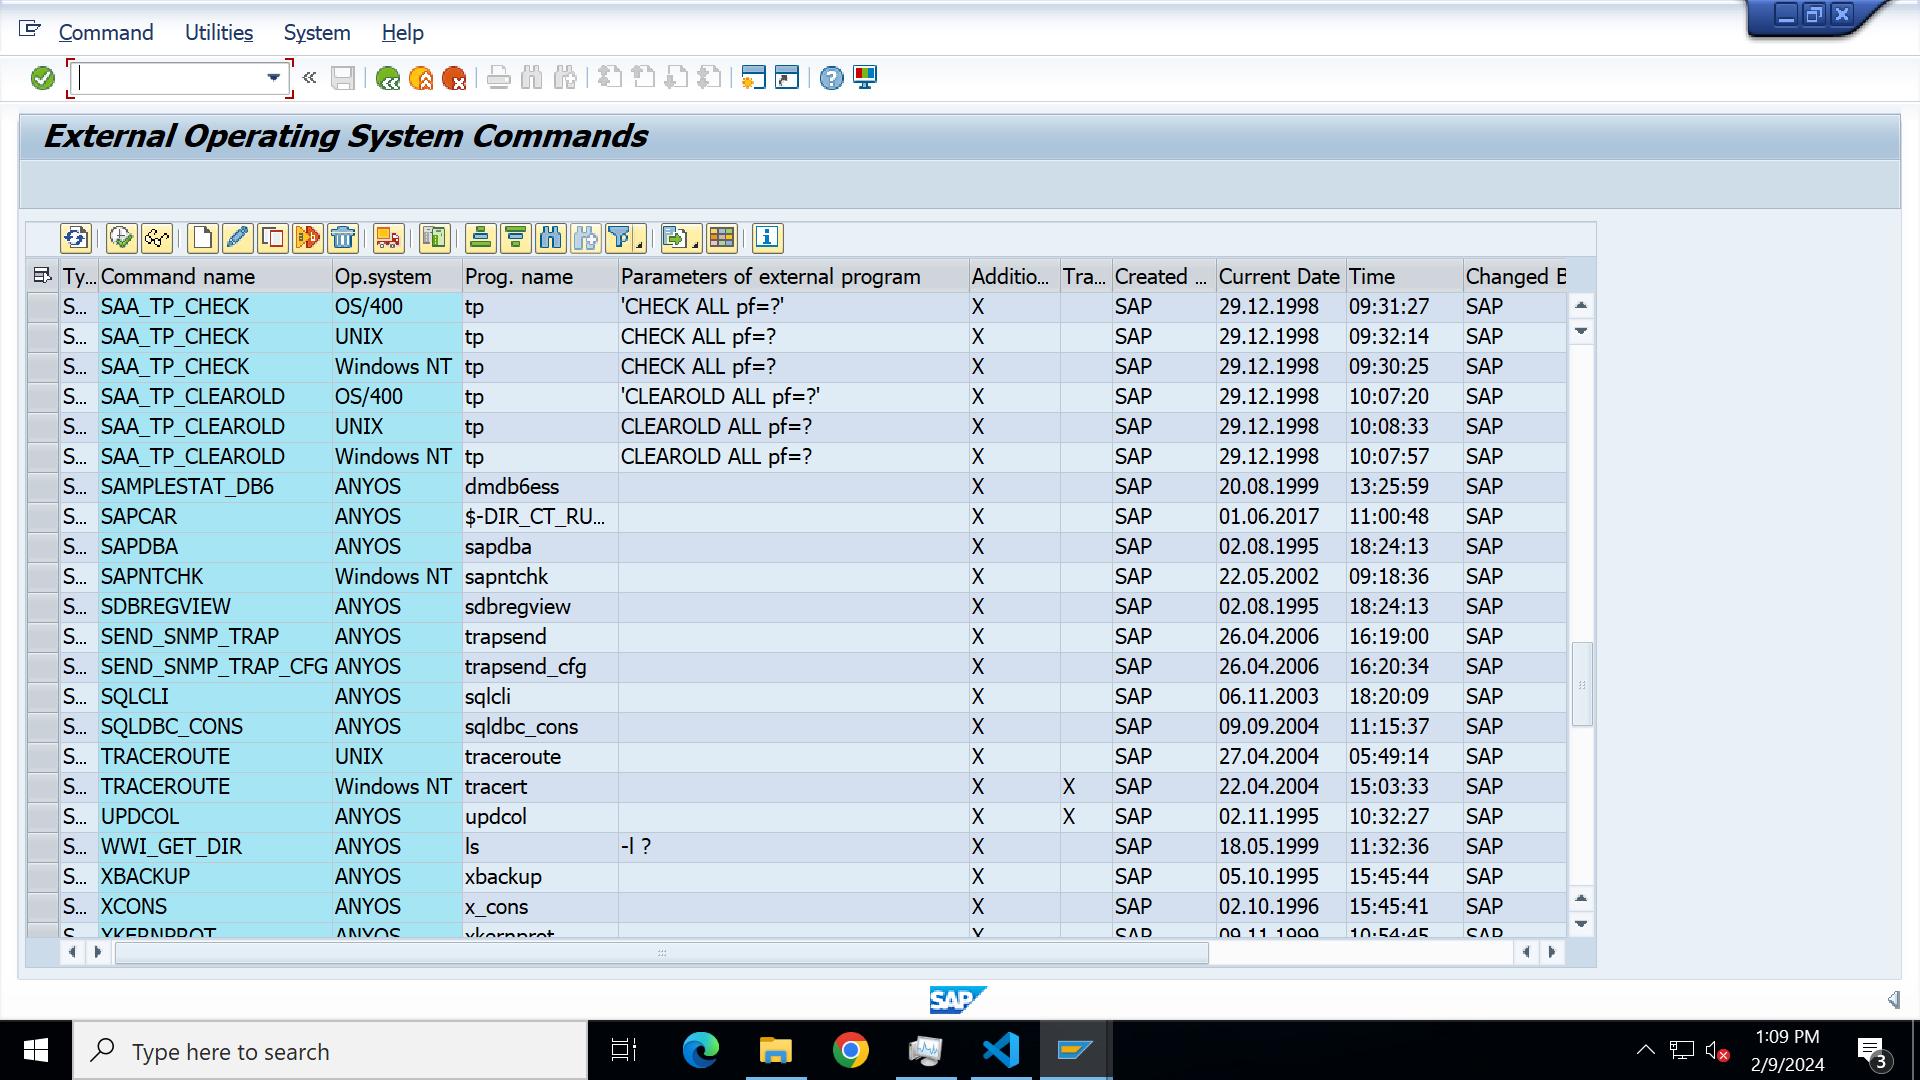 Command Utilities System Help
External Operating System Commands
Ty... Command name Op.system Prog. name Parameters of external program Additio... Tra... Created ... Current Date Time Changed B
S... SAA_TP_CHECK OS/400 tp 'CHECK ALL pf=?' X SAP 29.12.1998 09:31:27 SAP
S... SAA_TP_CHECK UNIX tp CHECK ALL pf=? X SAP 29.12.1998 09:32:14 SAP
S... SAA_TP_CHECK Windows NT tp CHECK ALL pf=? X SAP 29.12.1998 09:30:25 SAP
S... SAA_TP_CLEAROLD OS/400 tp 'CLEAROLD ALL pf=?' X SAP 29.12.1998 10:07:20 SAP
S... SAA_TP_CLEAROLD UNIX tp CLEAROLD ALL pf=? X SAP 29.12.1998 10:08:33 SAP
S... SAA_TP_CLEAROLD Windows NT tp CLEAROLD ALL pf=? X SAP 29.12.1998 10:07:57 SAP
S... SAMPLESTAT_DB6 ANYOS dmdb6ess X SAP 20.08.1999 13:25:59 SAP
S... SAPCAR ANYOS $-DIR_CT_RU... X SAP 01.06.2017 11:00:48 SAP
S... SAPDBA ANYOS sapdba X SAP 02.08.1995 18:24:13 SAP
S... SAPNTCHK Windows NT sapntchk X SAP 22.05.2002 09:18:36 SAP
S... SDBREGVIEW ANYOS sdbregview X SAP 02.08.1995 18:24:13 SAP
S... SEND_SNMP_TRAP ANYOS trapsend X SAP 26.04.2006 16:19:00 SAP
S... SEND_SNMP_TRAP_CFG ANYOS trapsend_cfg X SAP 26.04.2006 16:20:34 SAP
S... SQLCLI ANYOS sqlcli X SAP 06.11.2003 18:20:09 SAP
S... SQLDBC_CONS ANYOS sqldbc_cons X SAP 09.09.2004 11:15:37 SAP
S... TRACEROUTE UNIX traceroute X SAP 27.04.2004 05:49:14 SAP
S... TRACEROUTE Windows NT tracert X X SAP 22.04.2004 15:03:33 SAP
S... UPDCOL ANYOS updcol X X SAP 02.11.1995 10:32:27 SAP
S... WWI_GET_DIR ANYOS ls -l ? X SAP 18.05.1999 11:32:36 SAP
S... XBACKUP ANYOS xbackup X SAP 05.10.1995 15:45:44 SAP
S... XCONS ANYOS x_cons X SAP 02.10.1996 15:45:41 SAP
S... XKERNPROT ANYOS xkernprot X SAP 09.11.1999 10:54:45 SAP
SAP
Type here to search
1:09 PM
2/9/2024
3